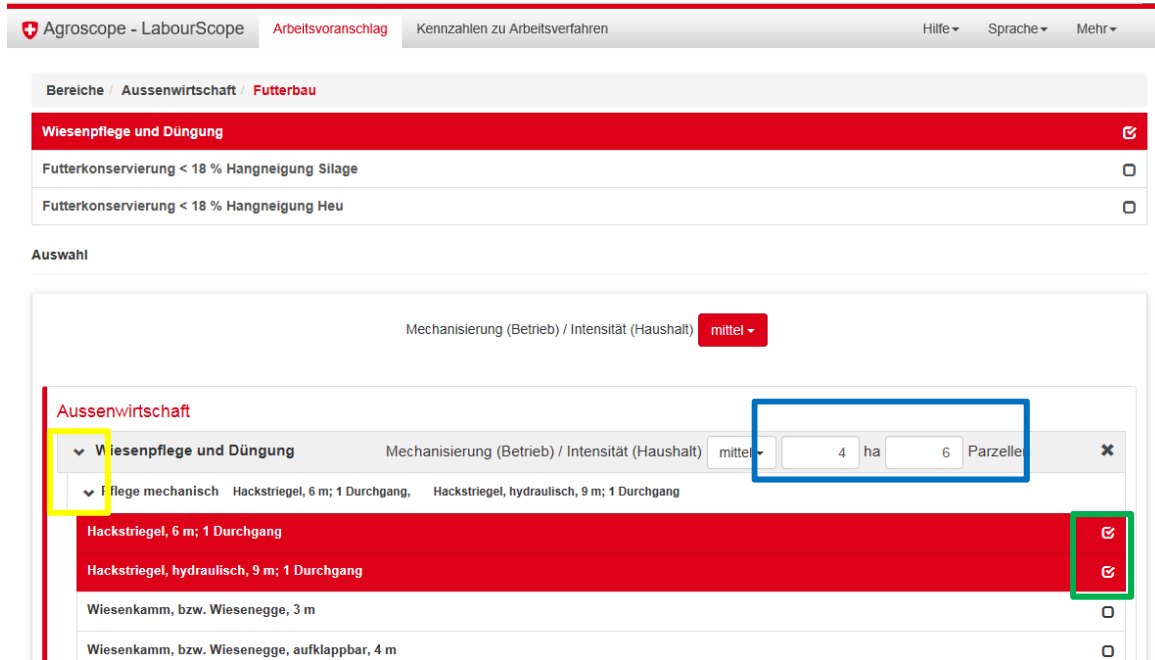 Agroscope - LabourScope Arbeitsvoranschlag Kennzahlen zu Arbeitsverfahren Hilfe Sprache Mehr
Bereiche / Aussenwirtschaft / Futterbau
Wiesenpflege und Düngung
Futterkonservierung < 18 % Hangneigung Silage
Futterkonservierung < 18 % Hangneigung Heu
Auswahl
Mechanisierung (Betrieb) / Intensität (Haushalt) mittel
Aussenwirtschaft
Wiesenpflege und Düngung Mechanisierung (Betrieb) / Intensität (Haushalt) mittel 4 ha 6 Parzellen
Pflege mechanisch Hackstriegel, 6 m; 1 Durchgang, Hackstriegel, hydraulisch, 9 m; 1 Durchgang
Hackstriegel, 6 m; 1 Durchgang
Hackstriegel, hydraulisch, 9 m; 1 Durchgang
Wiesenkamm, bzw. Wiesenegge, 3 m
Wiesenkamm, bzw. Wiesenegge, aufklappbar, 4 m